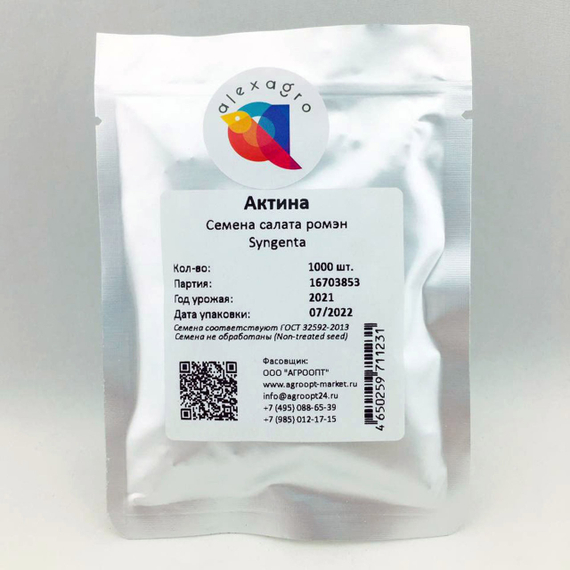 alexagro
Актина
Семена салата ромэн
Syngenta
Кол-во: 1000 шт.
Партия: 16703853
Год урожая: 2021
Дата упаковки: 07/2022
Семена соответствуют ГОСТ 32592-2013
Семена не обработаны (Non-treated seed)
Фасовщик:
ООО "АГРООПТ"
www.agroopt-market.ru
info@agroopt24.ru
+7 (495) 088-65-39
+7 (985) 012-17-15
4 650259 711231